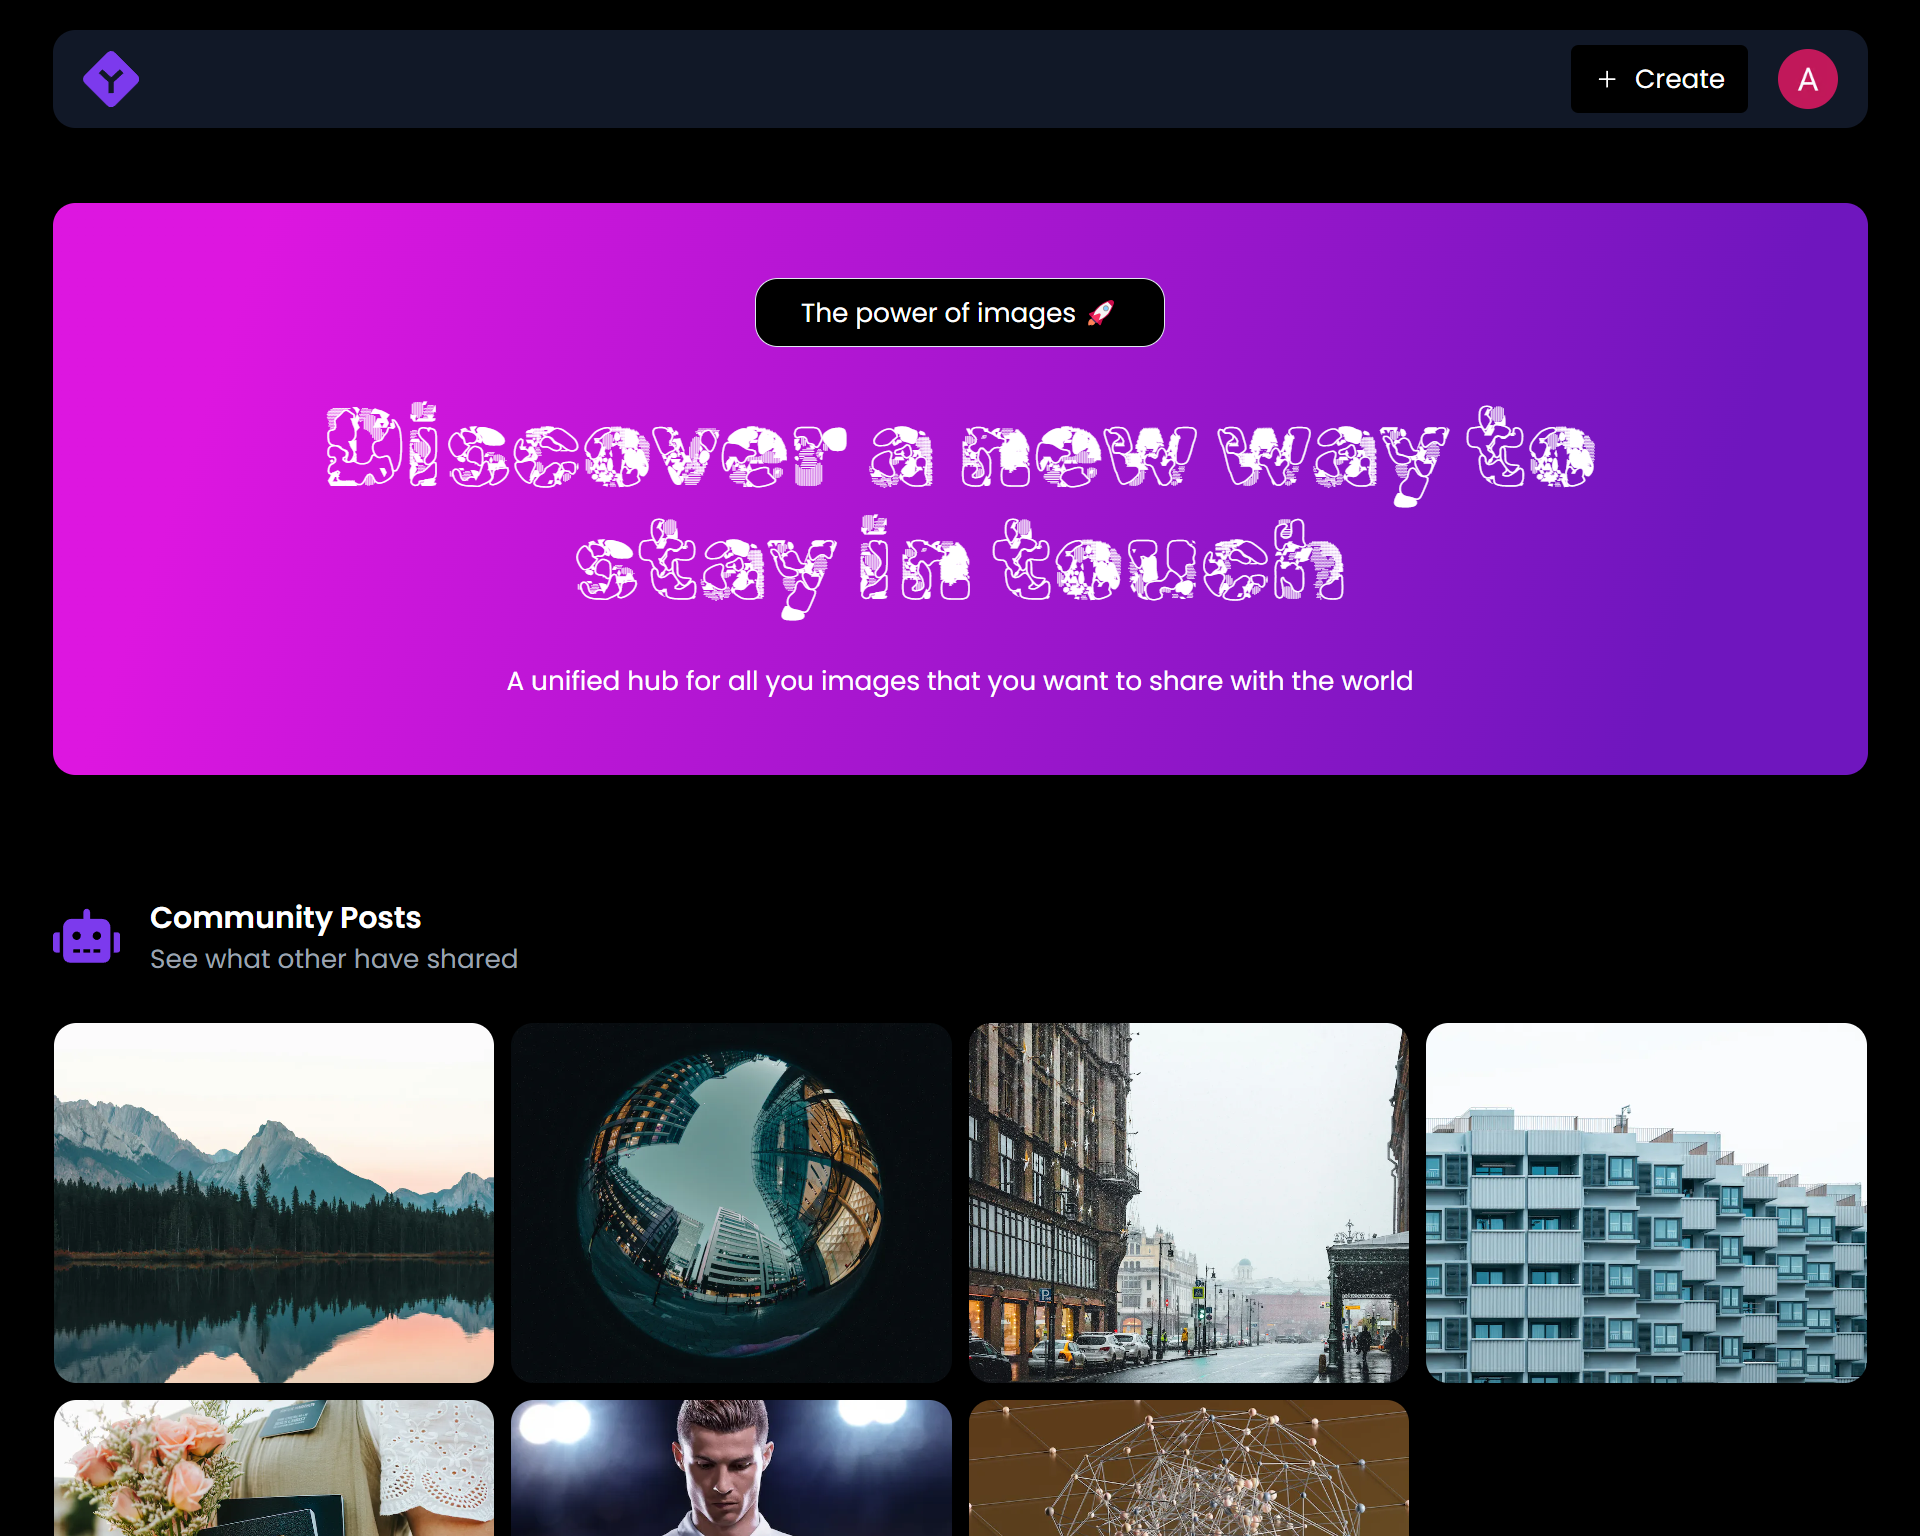 Y
Create
A
The power of images 🚀
Discover a new way to
stay in touch
A unified hub for all you images that you want to share with the world
Community Posts
See what other have shared
P